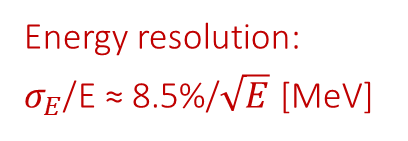 Energy resolution:
σ_E/E ≈ 8.5%/√E [MeV]